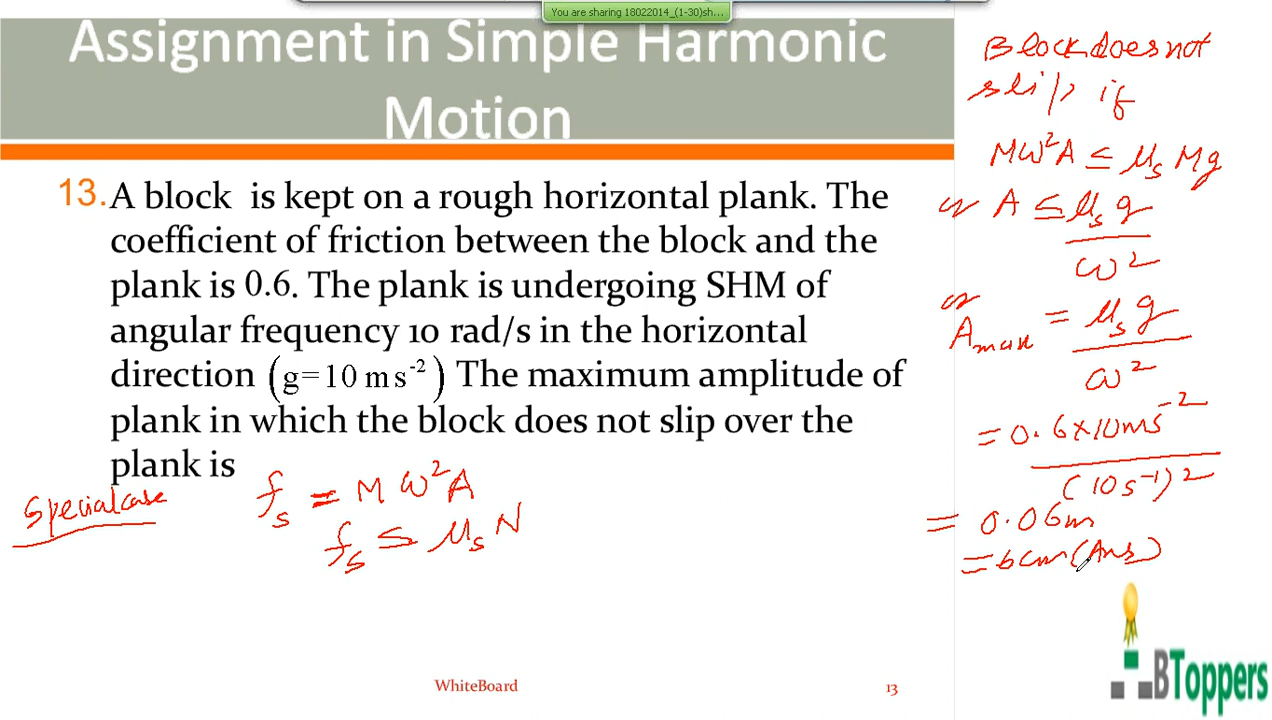 You are sharing 18022014_(1-30)sh...
Assignment in Simple Harmonic
Motion
13. A block is kept on a rough horizontal plank. The
coefficient of friction between the block and the
plank is 0.6. The plank is undergoing SHM of
angular frequency 10 rad/s in the horizontal
direction (g=10 m s⁻²) The maximum amplitude of
plank in which the block does not slip over the
plank is
Special case
fₛ = Mω²A
fₛ ≤ μₛ N
Block does not
slip if
Mω²A ≤ μₛ Mg
or A ≤ μₛ g
ω²
or
Amax = μₛ g
ω²
= 0.6×10ms⁻²
(10 s⁻¹)²
= 0.06m
= 6cm (Ans)
BToppers
WhiteBoard
13